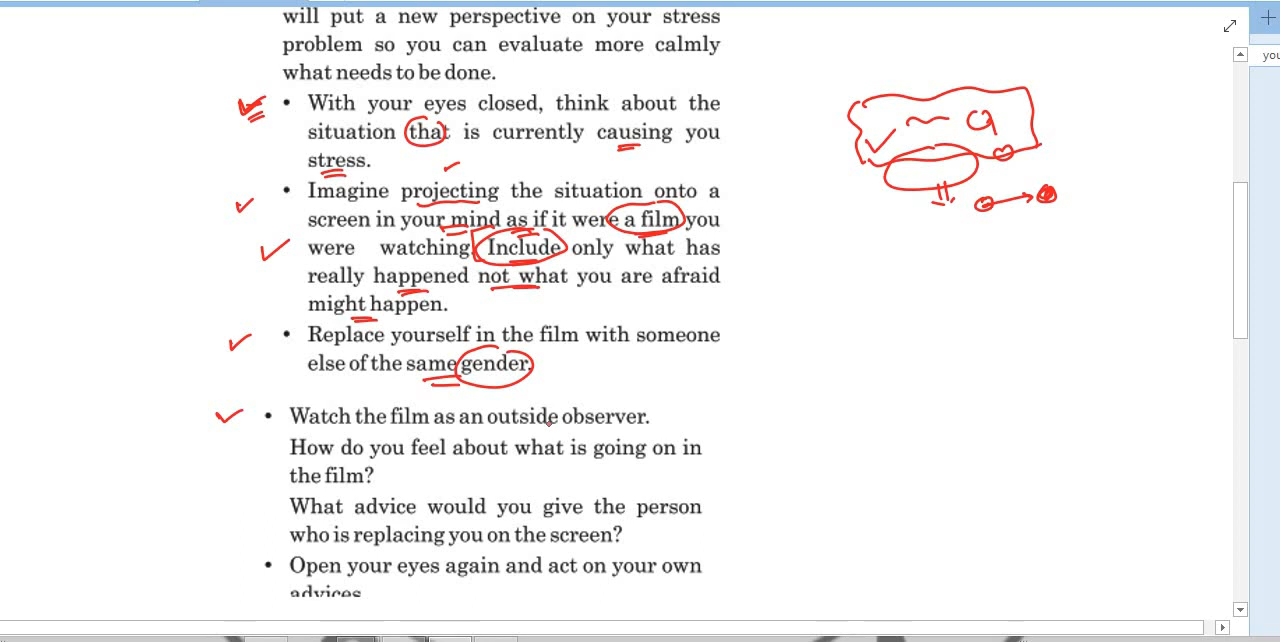 will put a new perspective on your stress
problem so you can evaluate more calmly
what needs to be done.
• With your eyes closed, think about the
situation that is currently causing you
stress.
• Imagine projecting the situation onto a
screen in your mind as if it were a film you
were watching. Include only what has
really happened not what you are afraid
might happen.
• Replace yourself in the film with someone
else of the same gender.
• Watch the film as an outside observer.
How do you feel about what is going on in
the film?
What advice would you give the person
who is replacing you on the screen?
• Open your eyes again and act on your own
advices
you